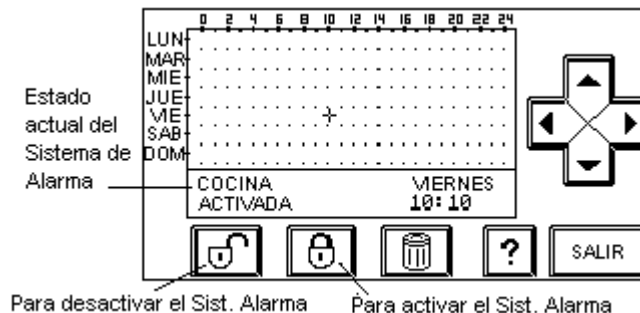 0 2 4 6 8 10 12 14 16 18 20 22 24
LUN
MAR
MIE
JUE
VIE
SAB
DOM
Estado
actual del
Sistema de
Alarma
COCINA VIERNES
ACTIVADA 10:10
? SALIR
Para desactivar el Sist. Alarma Para activar el Sist. Alarma